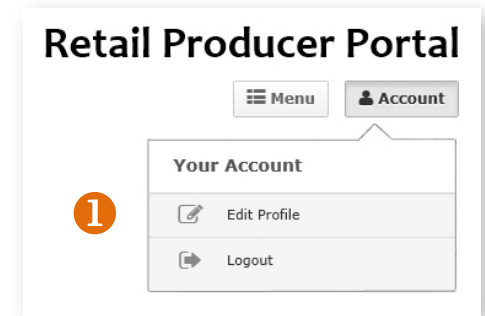 Retail Producer Portal
Menu Account
Your Account
1 Edit Profile
Logout